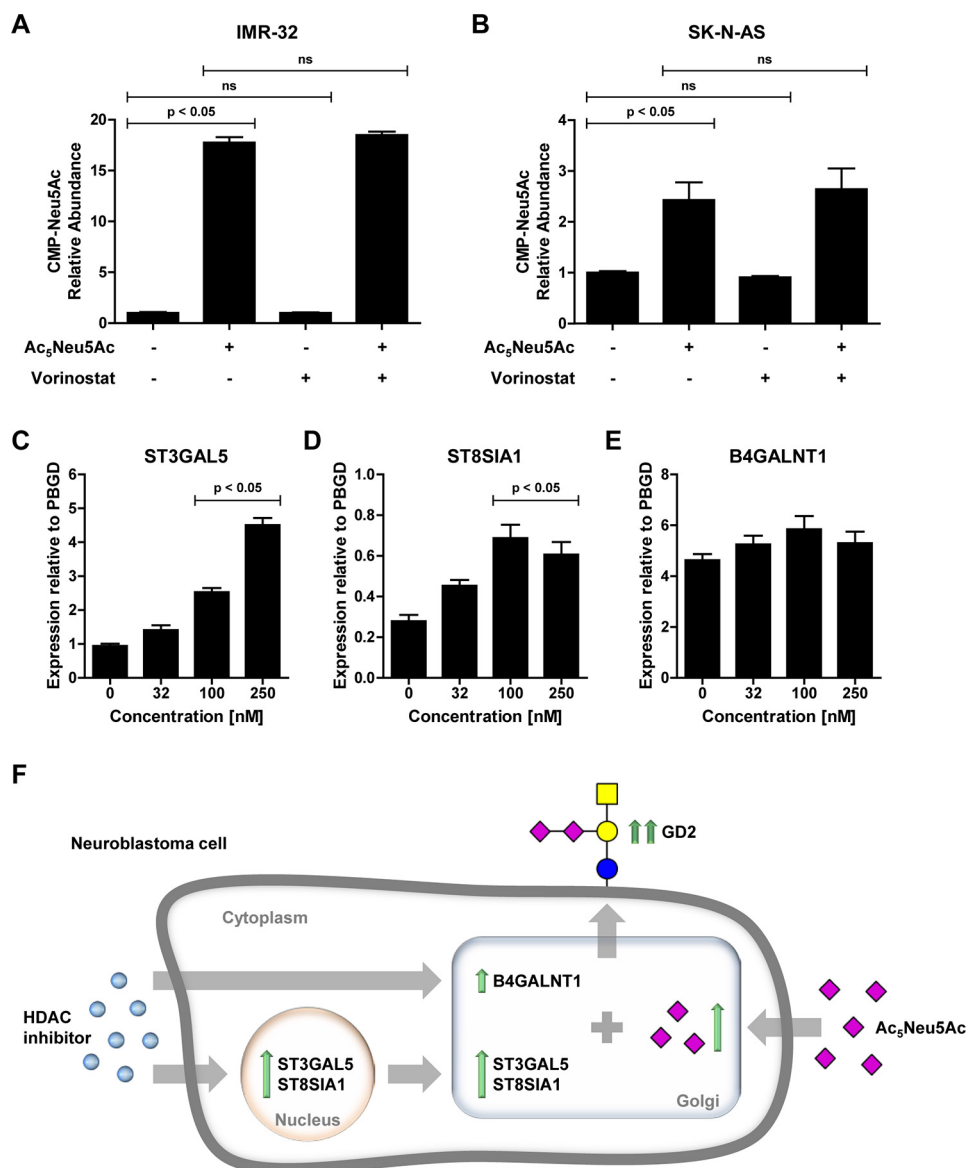 A
IMR-32
ns
ns
p < 0.05
CMP-Neu5Ac
Relative Abundance
20
15
10
5
0
Ac₅Neu5Ac - + - +
Vorinostat - - + +
B
SK-N-AS
ns
ns
p < 0.05
CMP-Neu5Ac
Relative Abundance
4
3
2
1
0
Ac₅Neu5Ac - + - +
Vorinostat - - + +
C
ST3GAL5
Expression relative to PBGD
p < 0.05
6
5
4
3
2
1
0
0 32 100 250
Concentration [nM]
D
ST8SIA1
Expression relative to PBGD
p < 0.05
1.0
0.8
0.6
0.4
0.2
0.0
0 32 100 250
Concentration [nM]
E
B4GALNT1
Expression relative to PBGD
8
6
4
2
0
0 32 100 250
Concentration [nM]
F
Neuroblastoma cell
GD2
Cytoplasm
HDAC
inhibitor
B4GALNT1
ST3GAL5
ST8SIA1
Nucleus
ST3GAL5
ST8SIA1
Golgi
Ac₅Neu5Ac